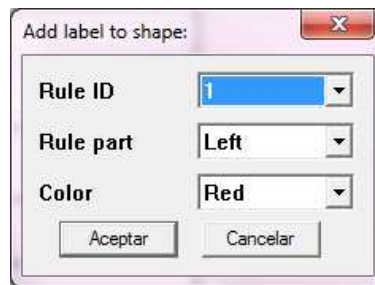 Add label to shape:
Rule ID 1
Rule part Left
Color Red
Aceptar Cancelar